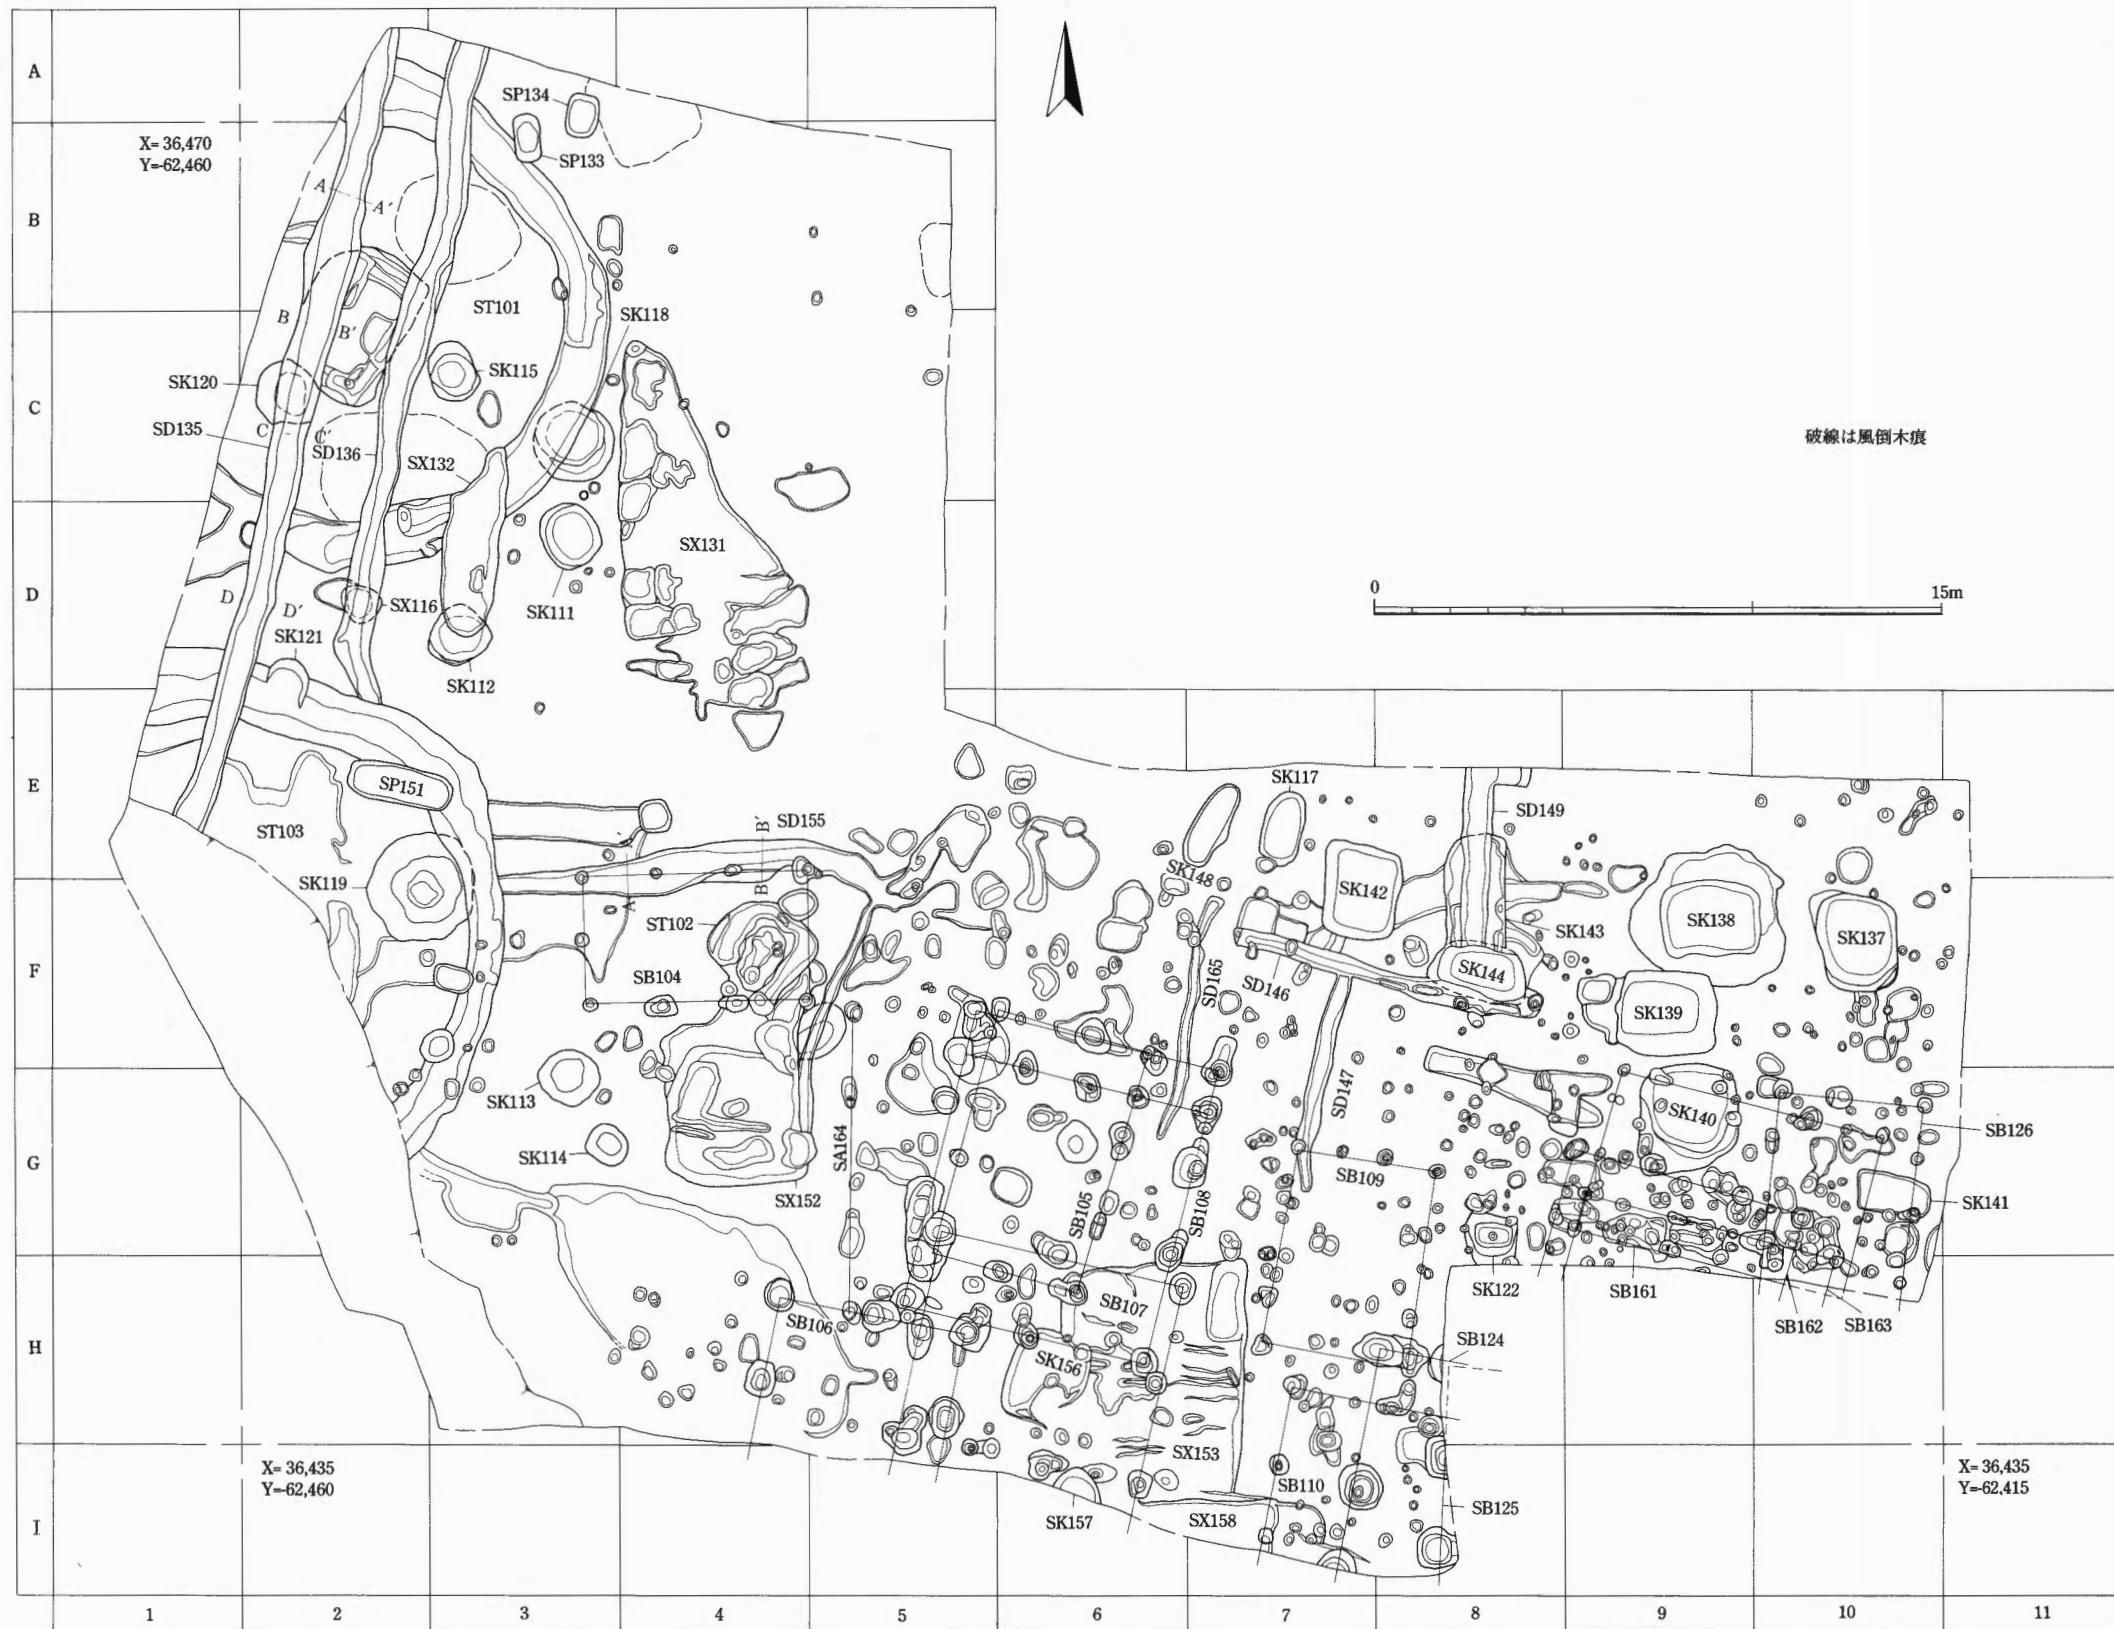 A
SP134
X= 36,470
Y=-62,460
SP133
A
A′
B
ST101
SK118
B
B′
SK120
SK115
C
SD135
C
C′
SD136
SX132
破線は風倒木痕
SX131
0
15m
D
D
D′
SX116
SK111
SK121
SK112
E
SP151
SK117
SD149
ST103
B′
SD155
A′
SK119
SK148
SK142
SK138
SK137
B
A
ST102
SK143
F
SB104
SD165
SD146
SK144
SK139
SK113
SD147
SK140
SB126
G
SK114
SA164
SB109
SX152
SB105
SB108
SK141
SK122
SB161
SB107
SB106
SB162
SB163
H
SB124
SK156
SX153
X= 36,435
Y=-62,460
X= 36,435
Y=-62,415
SB110
SB125
I
SK157
SX158
1
2
3
4
5
6
7
8
9
10
11